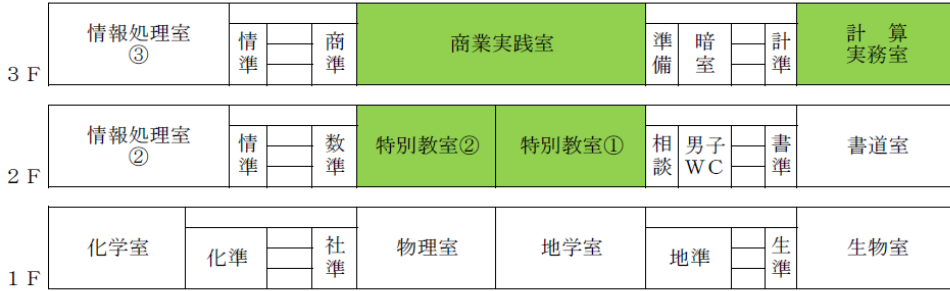 情報処理室
③
情準
商準
商業実践室
準備
暗室
計準
計 算
実務室
3 F
情報処理室
②
情準
数準
特別教室②
特別教室①
相談
男子
WC
書準
書道室
2 F
化学室
化準
社準
物理室
地学室
地準
生準
生物室
1 F